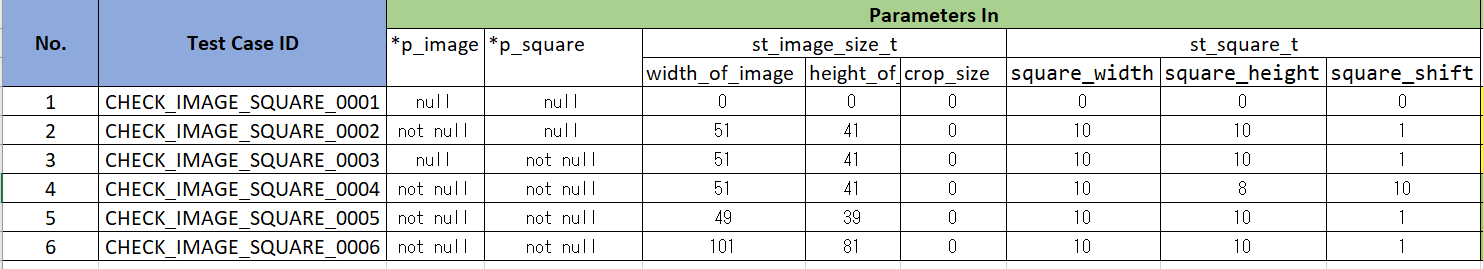 Parameters In
No. Test Case ID *p_image *p_square st_image_size_t st_square_t
width_of_image height_of_ crop_size square_width square_height square_shift
1 CHECK_IMAGE_SQUARE_0001 null null 0 0 0 0 0 0
2 CHECK_IMAGE_SQUARE_0002 not null null 51 41 0 10 10 1
3 CHECK_IMAGE_SQUARE_0003 null not null 51 41 0 10 10 1
4 CHECK_IMAGE_SQUARE_0004 not null not null 51 41 0 10 8 10
5 CHECK_IMAGE_SQUARE_0005 not null not null 49 39 0 10 10 1
6 CHECK_IMAGE_SQUARE_0006 not null not null 101 81 0 10 10 1